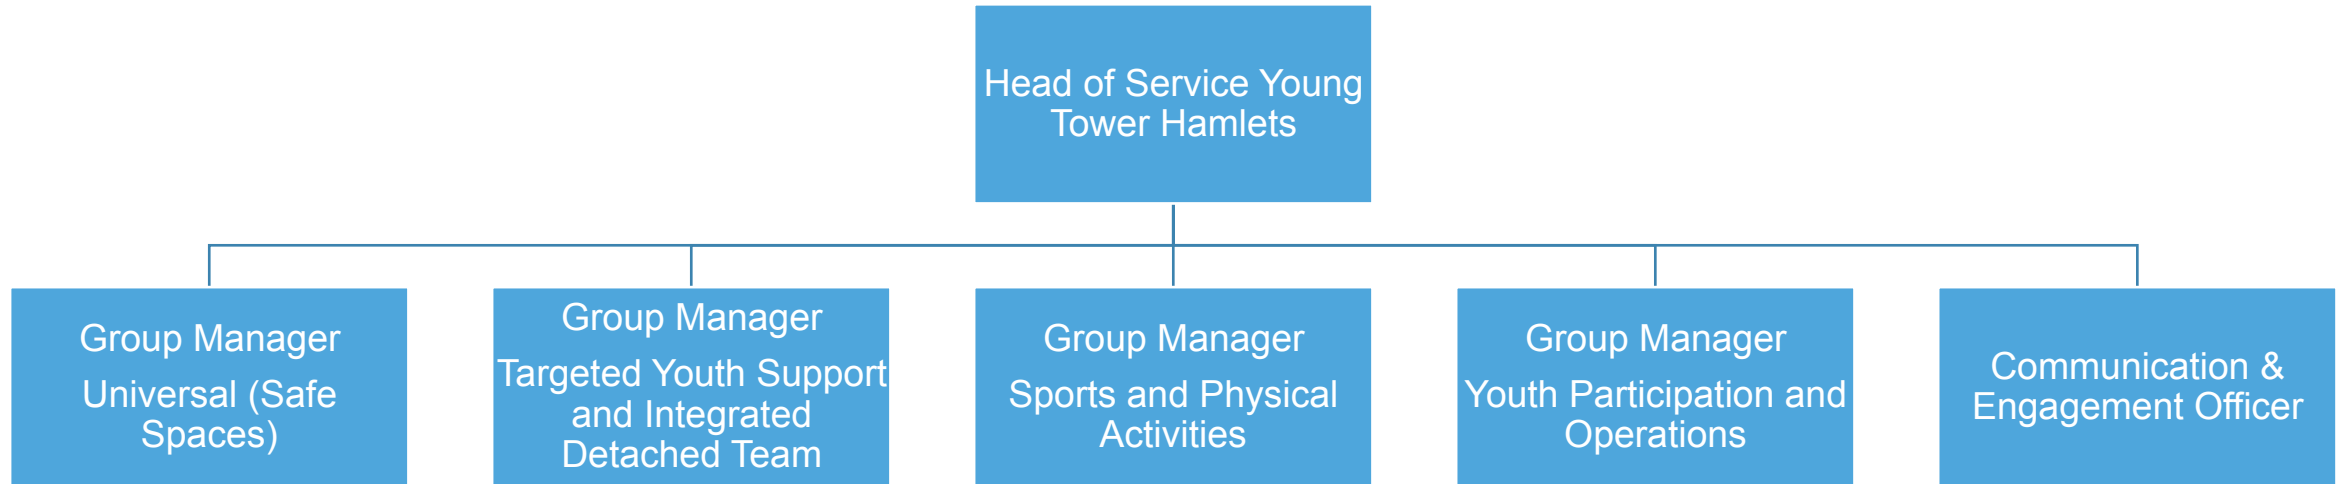 Head of Service Young
Tower Hamlets
Group Manager
Universal (Safe
Spaces)
Group Manager
Targeted Youth Support
and Integrated
Detached Team
Group Manager
Sports and Physical
Activities
Group Manager
Youth Participation and
Operations
Communication &
Engagement Officer